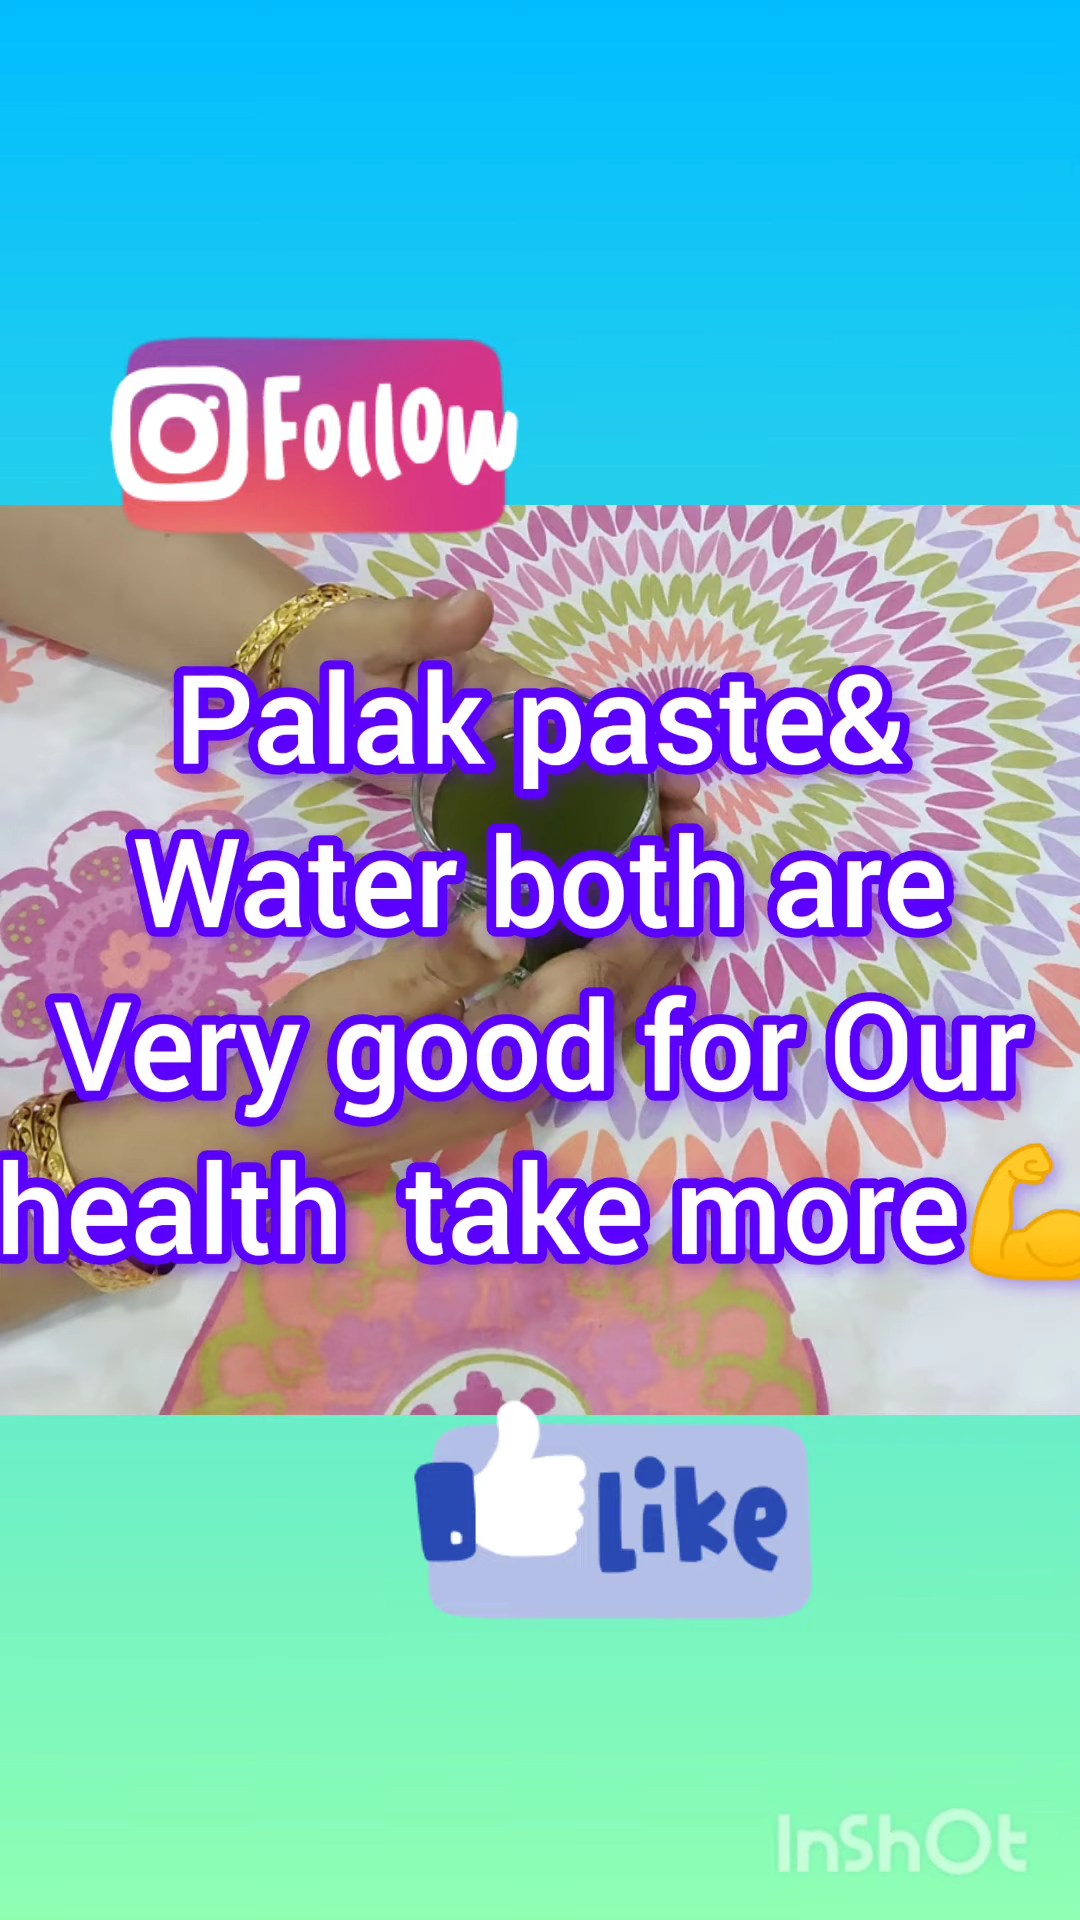 Follow
Palak paste&
Water both are
Very good for Our
health take more💪
Like
InShOt